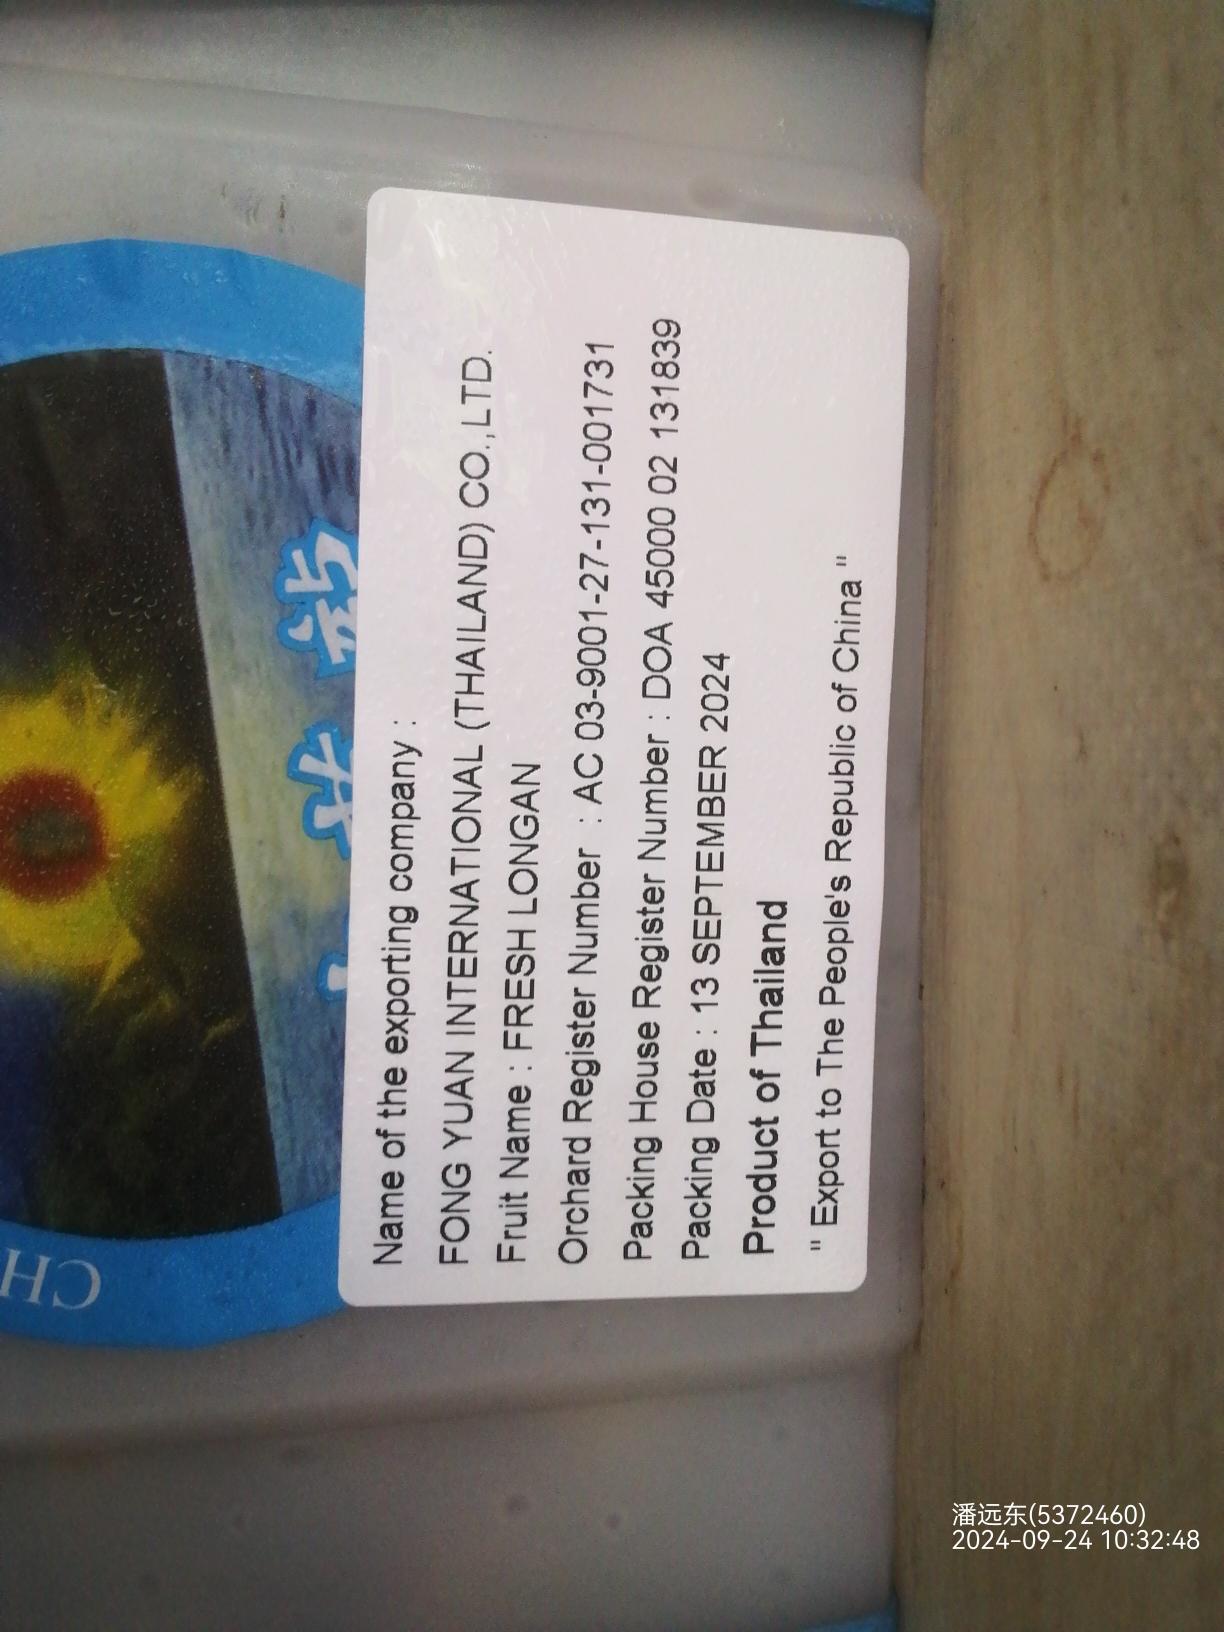 Name of the exporting company :
FONG YUAN INTERNATIONAL (THAILAND) CO.,LTD.
Fruit Name : FRESH LONGAN
Orchard Register Number : AC 03-9001-27-131-001731
Packing House Register Number : DOA 45000 02 131839
Packing Date : 13 SEPTEMBER 2024
Product of Thailand
" Export to The People's Republic of China "
CH
潘远东(5372460)
2024-09-24 10:32:48